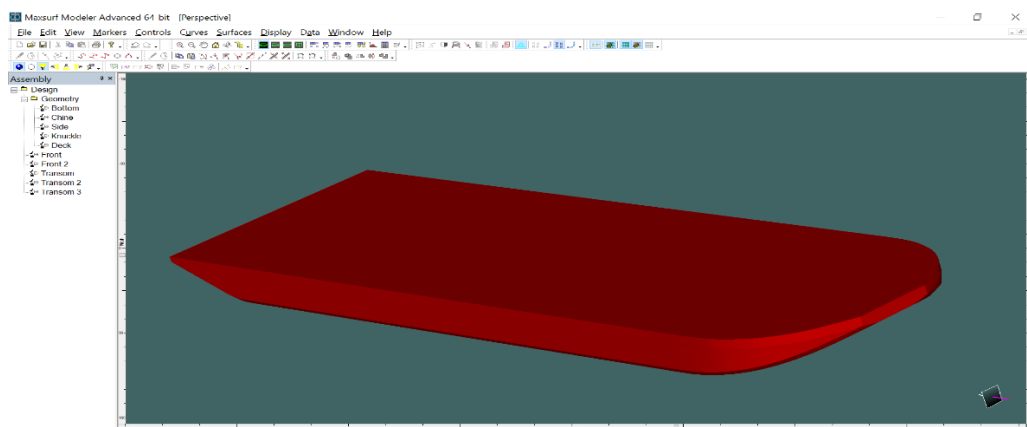 Maxsurf Modeler Advanced 64 bit [Perspective]
File Edit View Markers Controls Curves Surfaces Display Data Window Help
Assembly
Design
Geometry
Bottom
Chine
Side
Knuckle
Deck
Front
Front 2
Transom
Transom 2
Transom 3